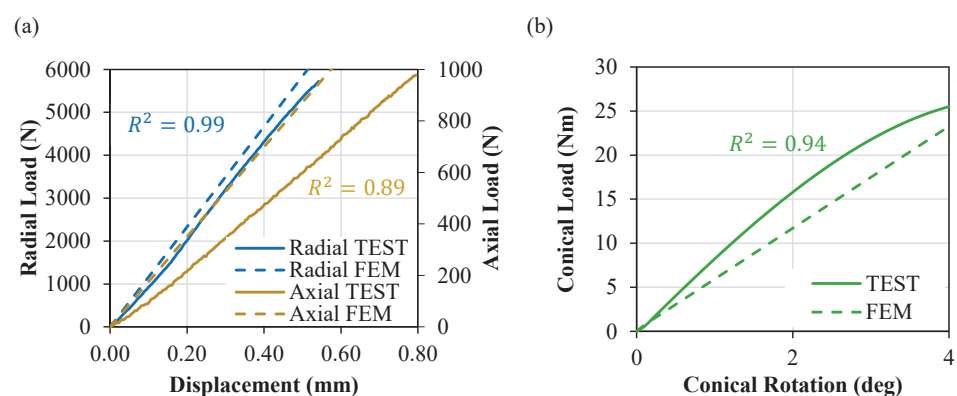 (a)
6000
5000
4000
3000
2000
1000
0
Radial Load (N)
R² = 0.99
R² = 0.89
Radial TEST
Radial FEM
Axial TEST
Axial FEM
1000
800
600
400
200
0
Axial Load (N)
0.00 0.20 0.40 0.60 0.80
Displacement (mm)
(b)
30
25
20
15
10
5
0
Conical Load (Nm)
R² = 0.94
TEST
FEM
0 2 4
Conical Rotation (deg)